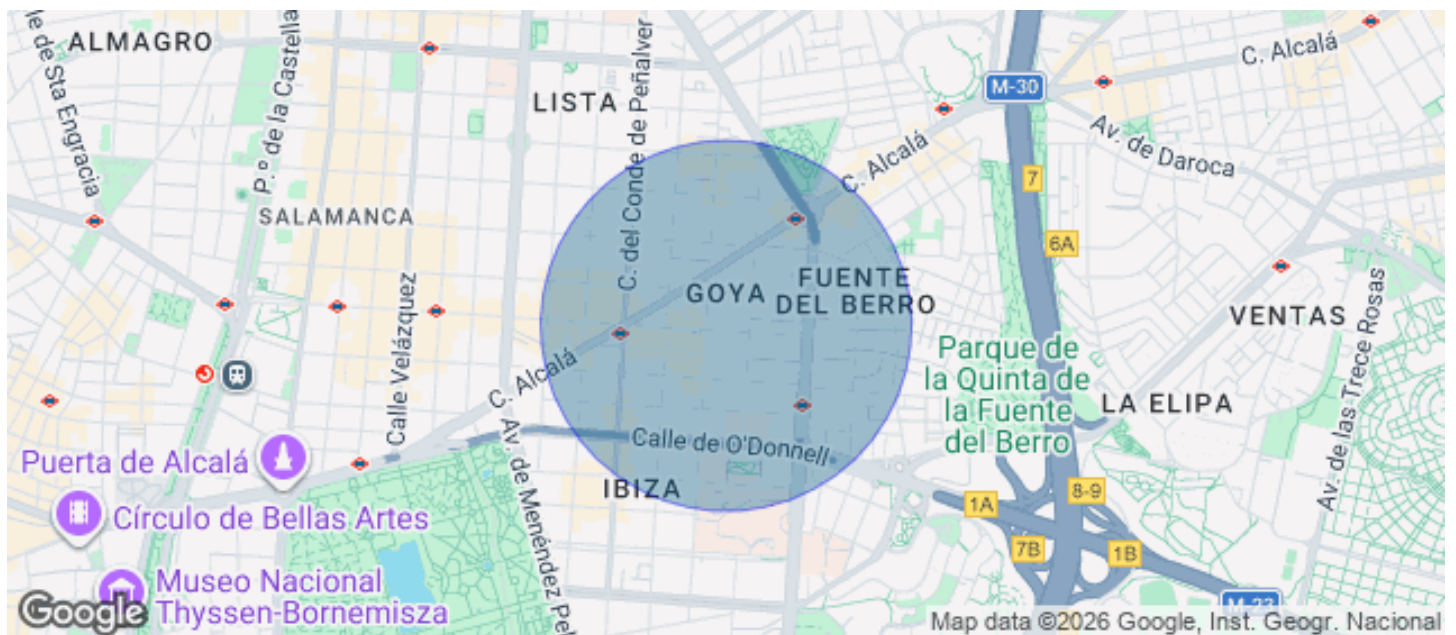 ALMAGRO
C. Alcalá
M-30
LISTA
C. del Conde de Peñalver
de Sta Engracia
P.º de la Castella
C. Alcalá
Av. de Daroca
7
SALAMANCA
6A
Calle Velázquez
GOYA
FUENTE
DEL BERRO
VENTAS
Av. de las Trece Rosas
Parque de
la Quinta de
la Fuente
del Berro
C. Alcalá
LA ELIPA
Calle de O'Donnell
Puerta de Alcalá
Av. de Menéndez Pel
IBIZA
8-9
1A
Círculo de Bellas Artes
7B
1B
Museo Nacional
Thyssen-Bornemisza
Google
Map data ©2026 Google, Inst. Geogr. Nacional